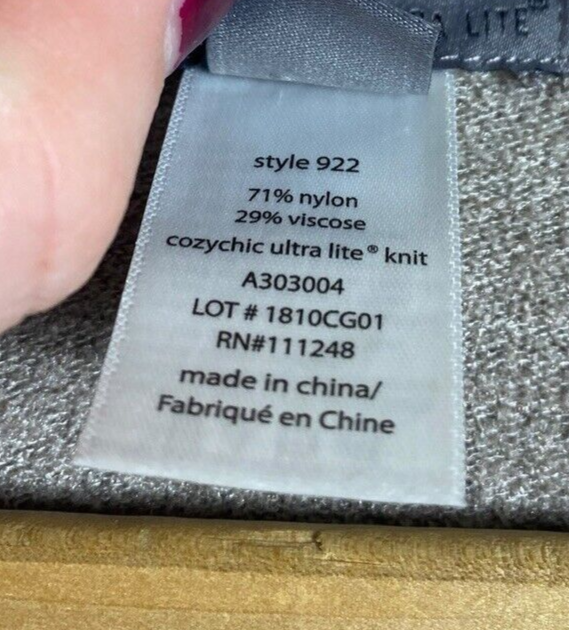 LITE®
style 922
71% nylon
29% viscose
cozychic ultra lite® knit
A303004
LOT # 1810CG01
RN#111248
made in china/
Fabriqué en Chine